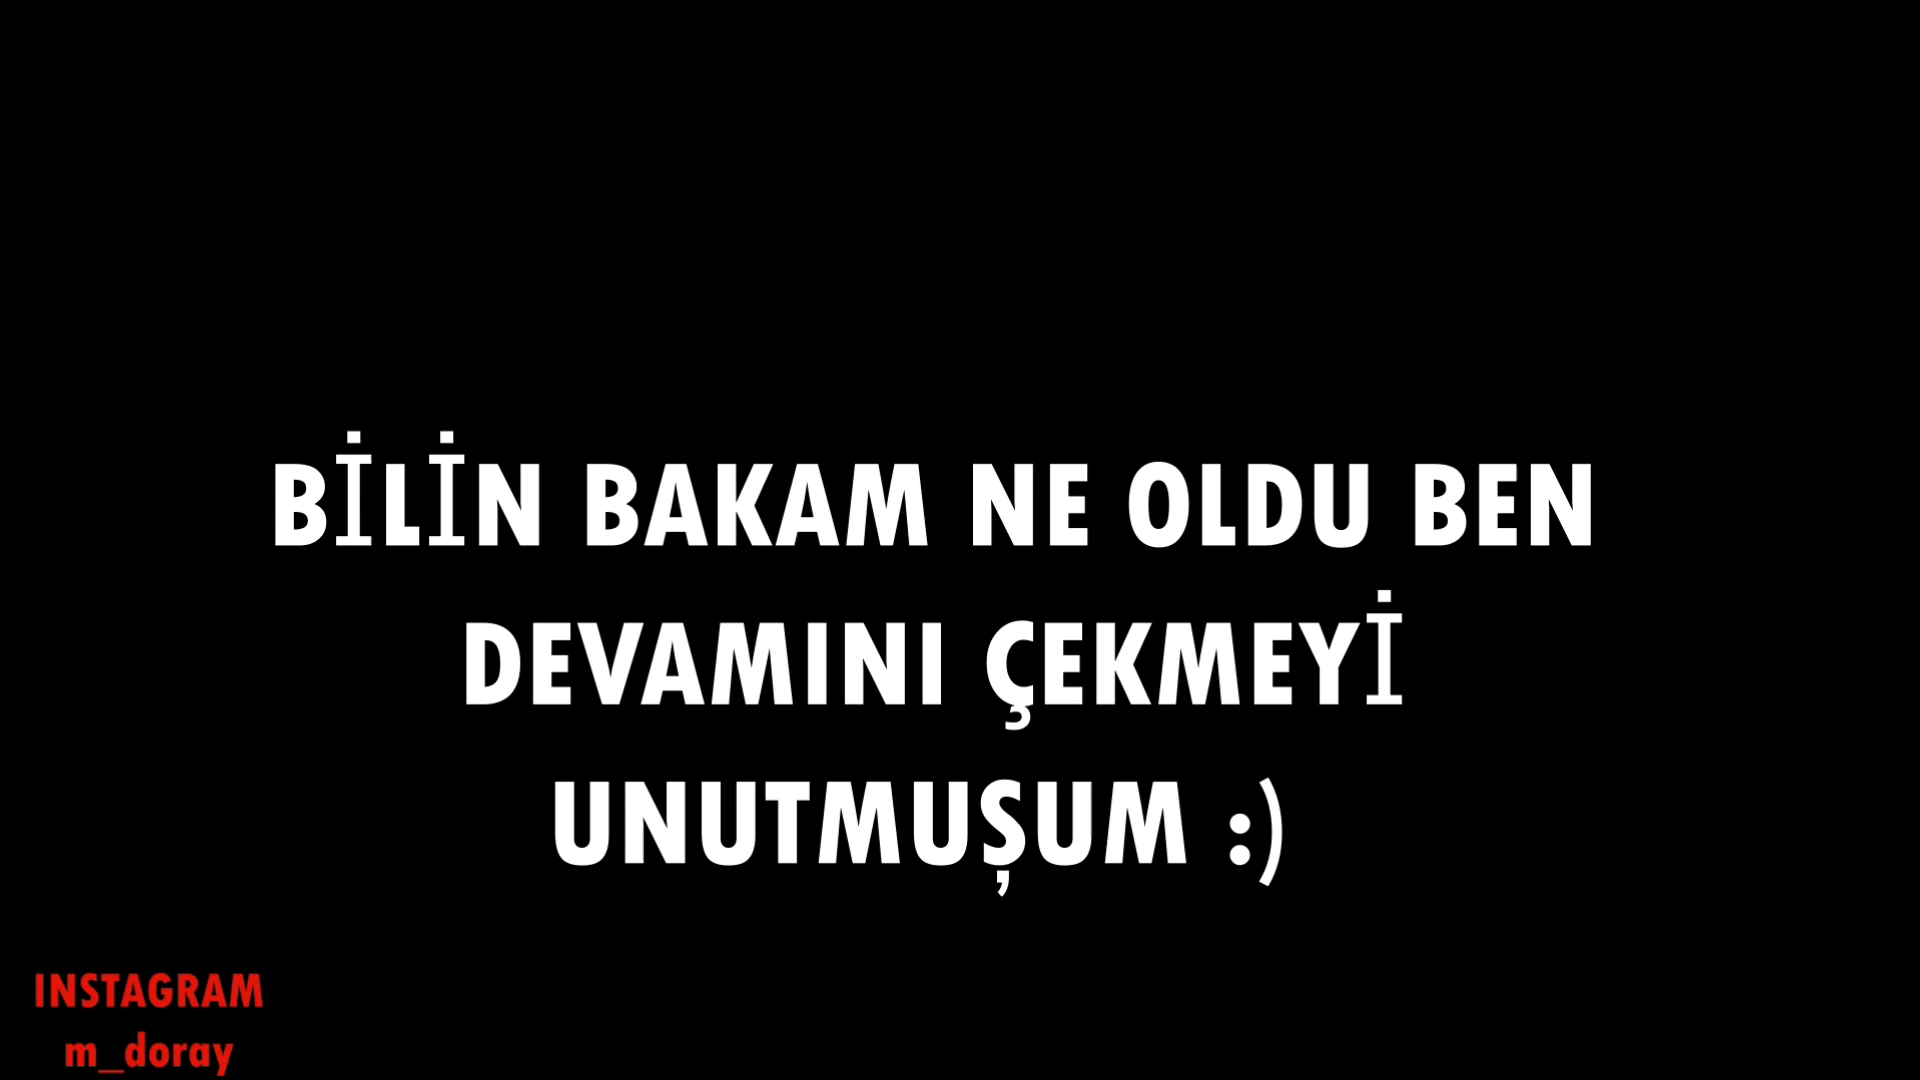 BİLİN BAKAM NE OLDU BEN
DEVAMINI ÇEKMEYİ
UNUTMUŞUM :)
INSTAGRAM
m_doray